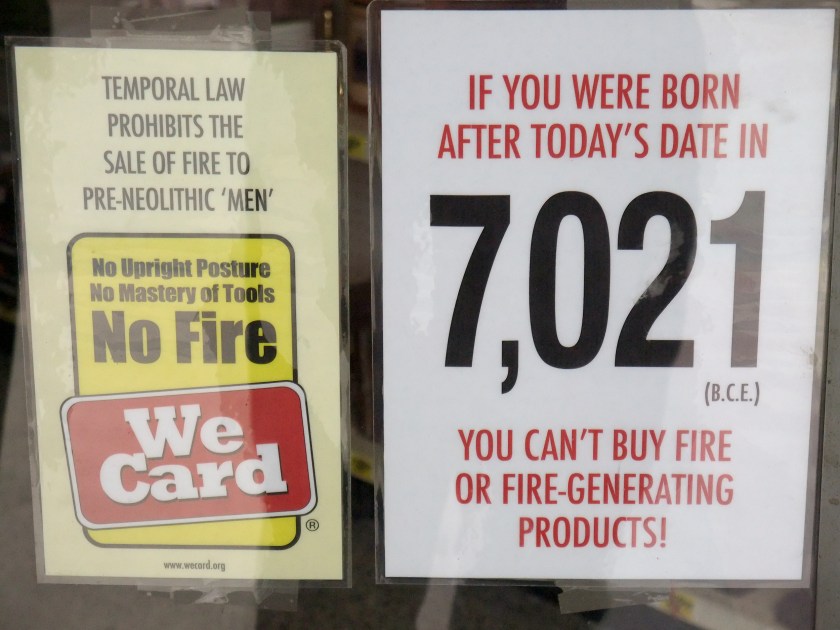 TEMPORAL LAW
PROHIBITS THE
SALE OF FIRE TO
PRE-NEOLITHIC ‘MEN’
No Upright Posture
No Mastery of Tools
No Fire
We
Card
®
www.wecard.org
IF YOU WERE BORN
AFTER TODAY’S DATE IN
7,021
(B.C.E.)
YOU CAN’T BUY FIRE
OR FIRE-GENERATING
PRODUCTS!